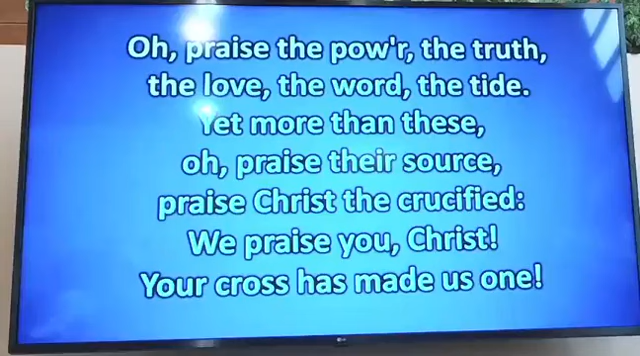 Oh, praise the pow'r, the truth,
the love, the word, the tide.
Yet more than these,
oh, praise their source,
praise Christ the crucified:
We praise you, Christ!
Your cross has made us one!
LG